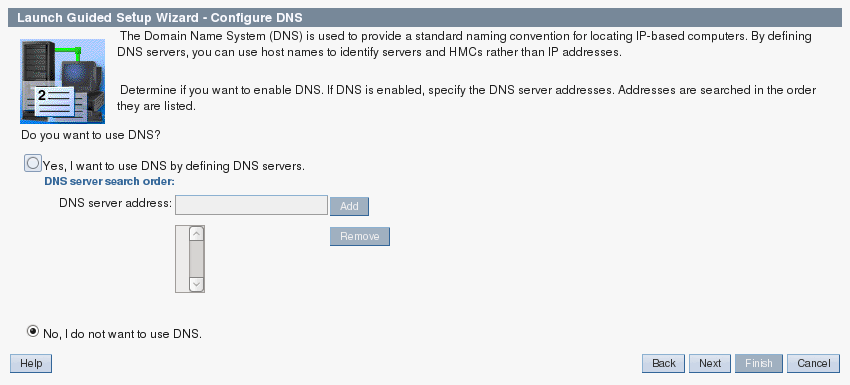 Launch Guided Setup Wizard - Configure DNS
The Domain Name System (DNS) is used to provide a standard naming convention for locating IP-based computers. By defining
DNS servers, you can use host names to identify servers and HMCs rather than IP addresses.
2
Determine if you want to enable DNS. If DNS is enabled, specify the DNS server addresses. Addresses are searched in the order
they are listed.
Do you want to use DNS?
Yes, I want to use DNS by defining DNS servers.
DNS server search order:
DNS server address: Add
Remove
No, I do not want to use DNS.
Help Back Next Finish Cancel